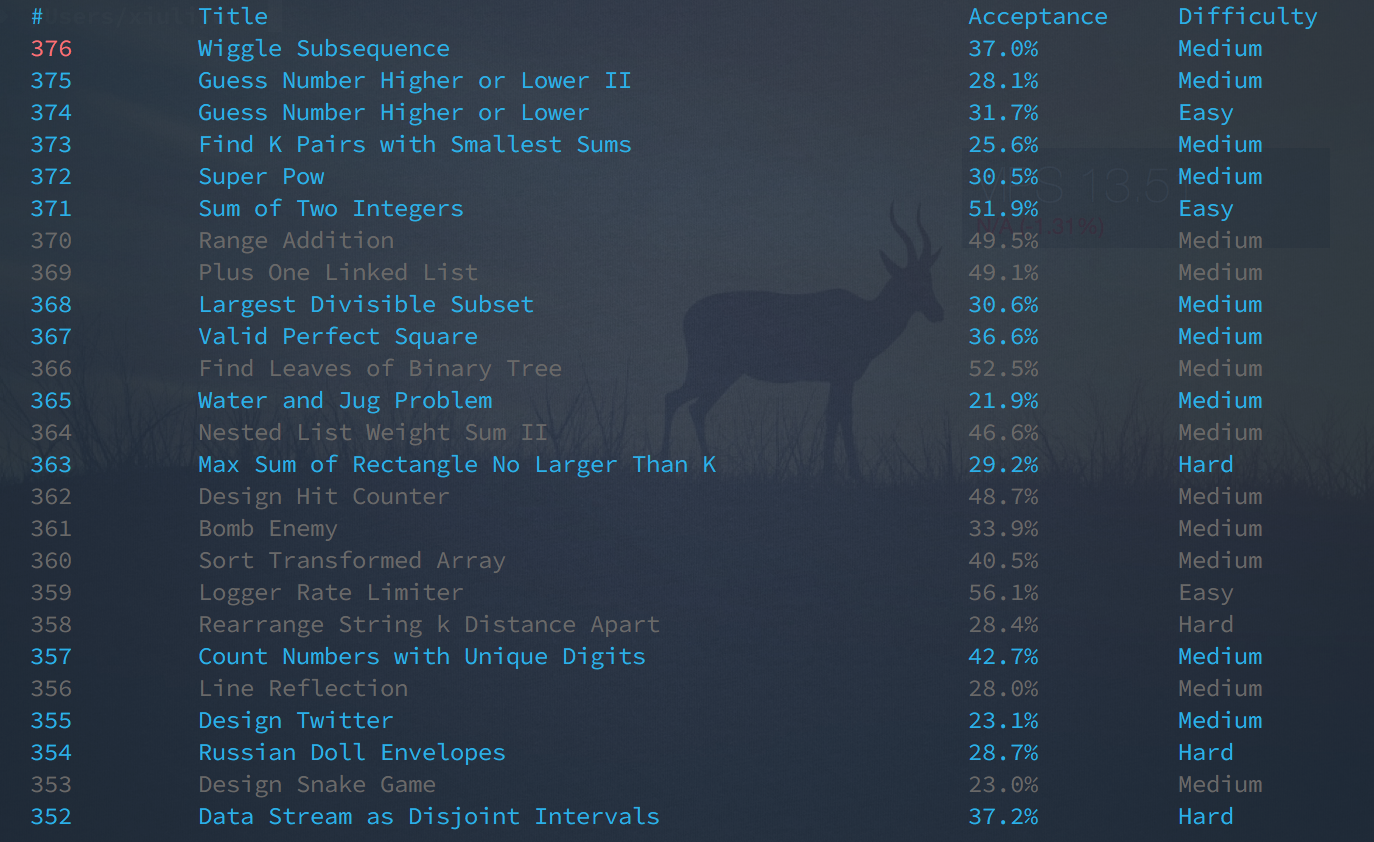 # Title Acceptance Difficulty
376 Wiggle Subsequence 37.0% Medium
375 Guess Number Higher or Lower II 28.1% Medium
374 Guess Number Higher or Lower 31.7% Easy
373 Find K Pairs with Smallest Sums 25.6% Medium
372 Super Pow 30.5% Medium
371 Sum of Two Integers 51.9% Easy
370 Range Addition 49.5% Medium
369 Plus One Linked List 49.1% Medium
368 Largest Divisible Subset 30.6% Medium
367 Valid Perfect Square 36.6% Medium
366 Find Leaves of Binary Tree 52.5% Medium
365 Water and Jug Problem 21.9% Medium
364 Nested List Weight Sum II 46.6% Medium
363 Max Sum of Rectangle No Larger Than K 29.2% Hard
362 Design Hit Counter 48.7% Medium
361 Bomb Enemy 33.9% Medium
360 Sort Transformed Array 40.5% Medium
359 Logger Rate Limiter 56.1% Easy
358 Rearrange String k Distance Apart 28.4% Hard
357 Count Numbers with Unique Digits 42.7% Medium
356 Line Reflection 28.0% Medium
355 Design Twitter 23.1% Medium
354 Russian Doll Envelopes 28.7% Hard
353 Design Snake Game 23.0% Medium
352 Data Stream as Disjoint Intervals 37.2% Hard